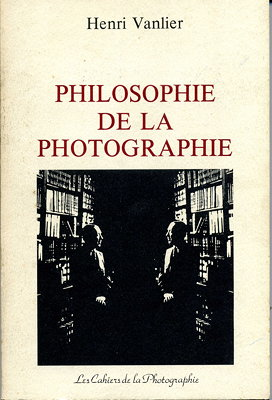 Henri Vanlier
PHILOSOPHIE
DE LA
PHOTOGRAPHIE
Les Cahiers de la Photographie